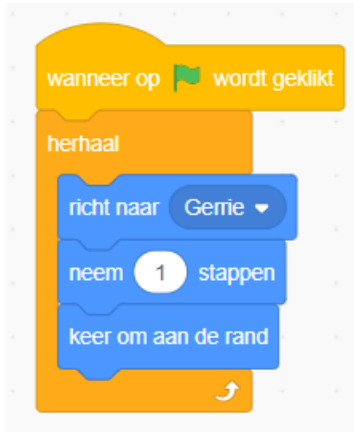 wanneer op wordt geklikt
herhaal
richt naar Gerrie
neem 1 stappen
keer om aan de rand